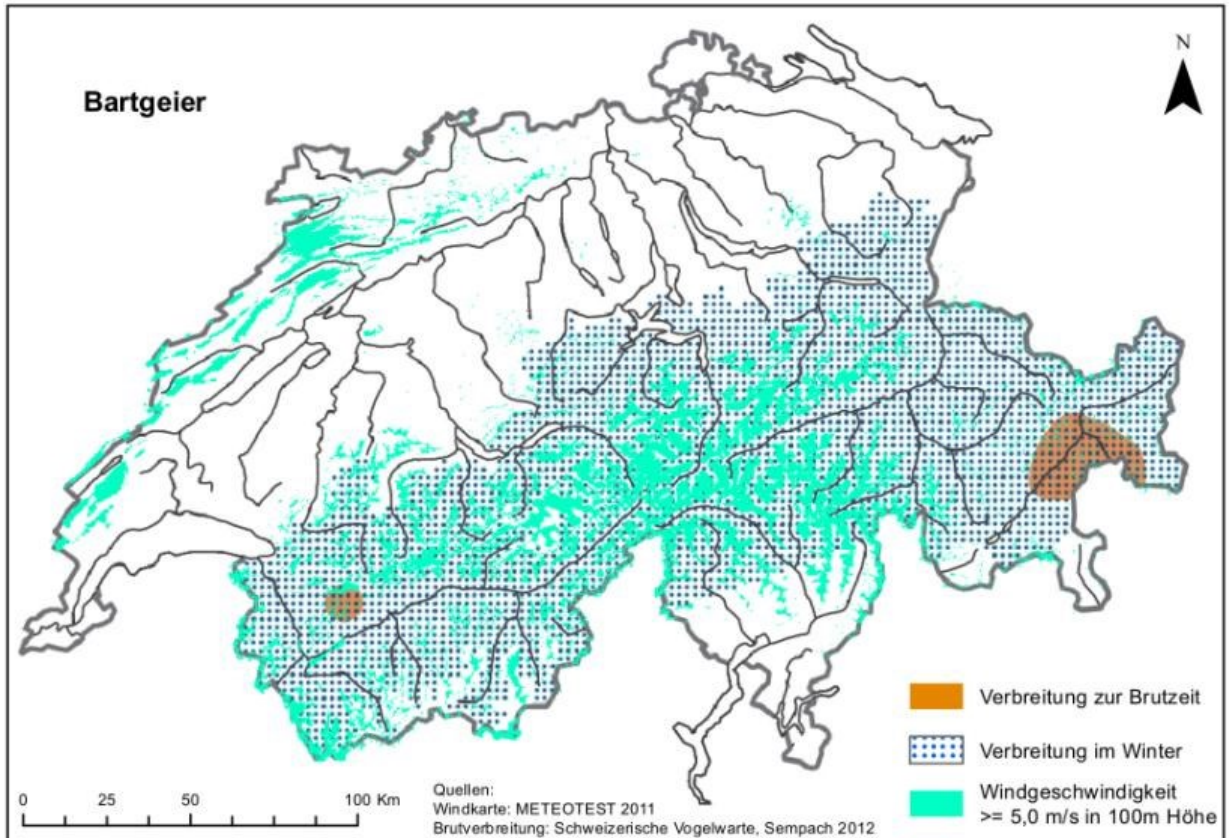 Bartgeier
N
Verbreitung zur Brutzeit
Verbreitung im Winter
Windgeschwindigkeit
>= 5,0 m/s in 100m Höhe
0 25 50 100 Km
Quellen:
Windkarte: METEOTEST 2011
Brutverbreitung: Schweizerische Vogelwarte, Sempach 2012